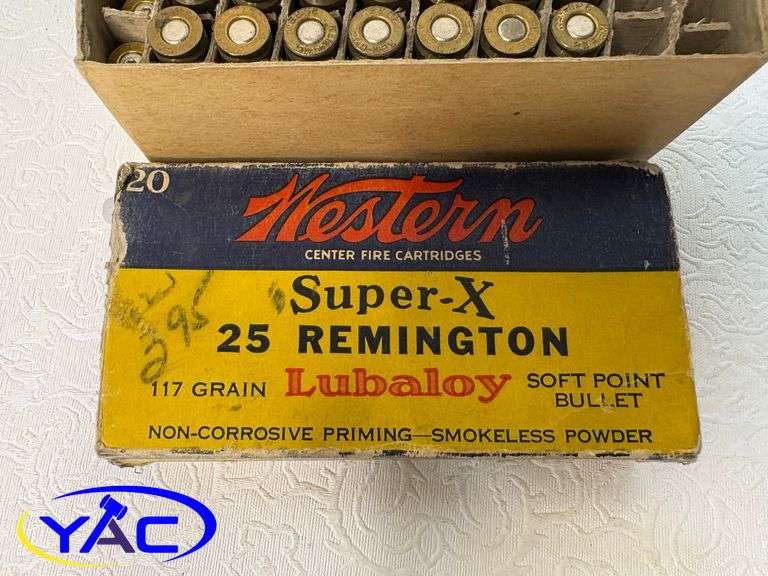 20
Western
CENTER FIRE CARTRIDGES
Super-X
25 REMINGTON
117 GRAIN Lubaloy SOFT POINT BULLET
NON-CORROSIVE PRIMING—SMOKELESS POWDER
295
YAC